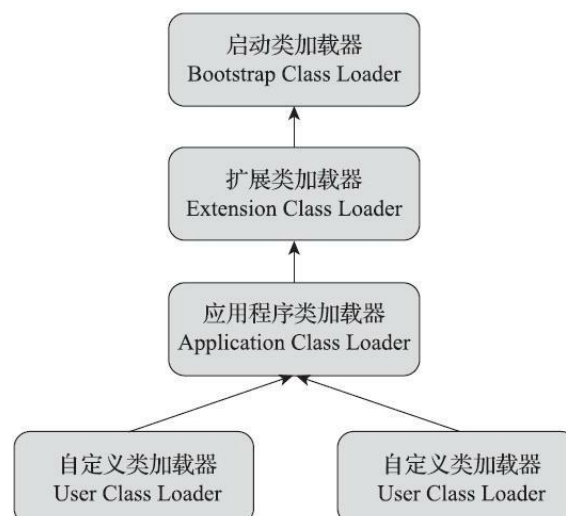 启动类加载器
Bootstrap Class Loader
扩展类加载器
Extension Class Loader
应用程序类加载器
Application Class Loader
自定义类加载器
User Class Loader
自定义类加载器
User Class Loader